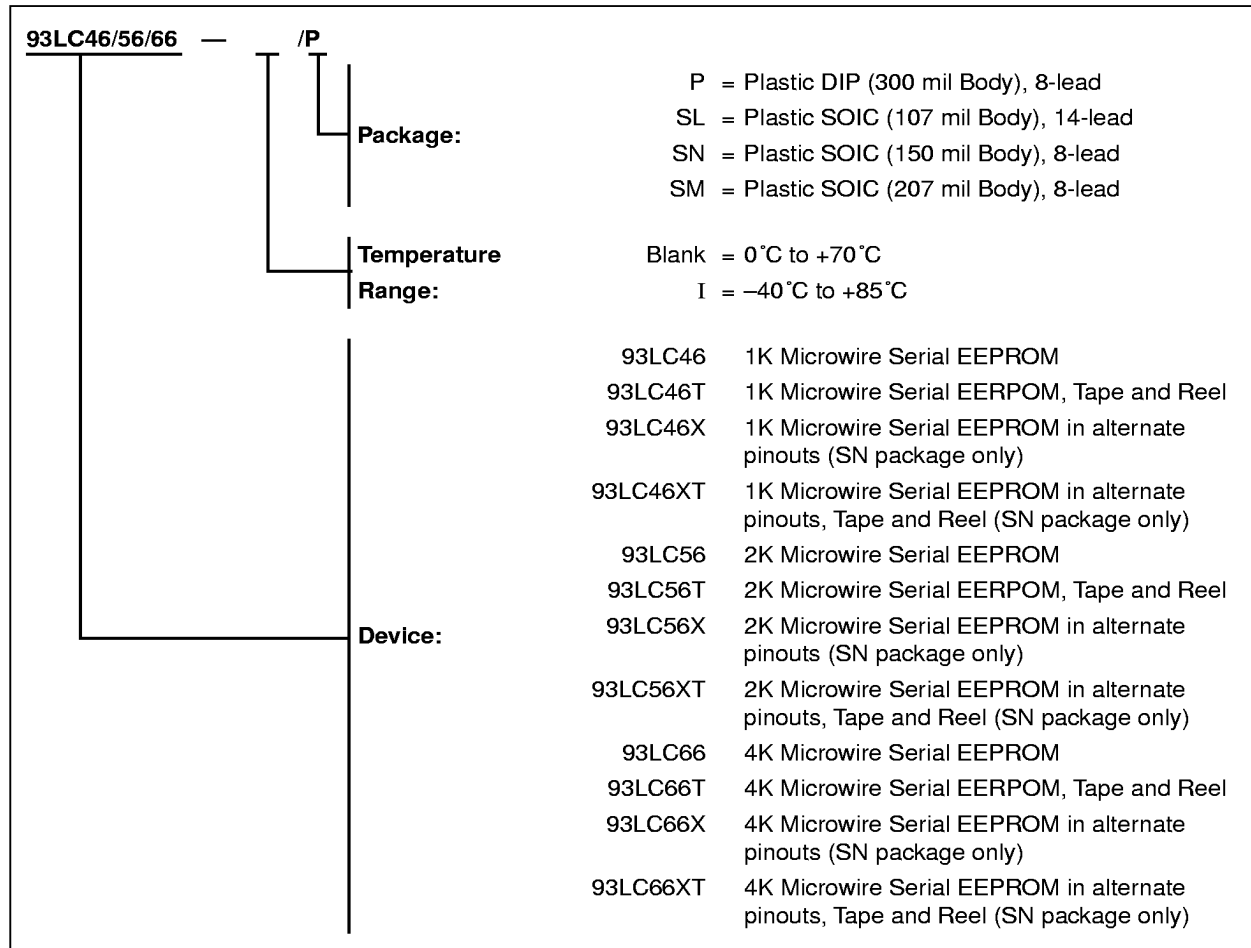 93LC46/56/66 — /P
Package:
P = Plastic DIP (300 mil Body), 8-lead
SL = Plastic SOIC (107 mil Body), 14-lead
SN = Plastic SOIC (150 mil Body), 8-lead
SM = Plastic SOIC (207 mil Body), 8-lead
Temperature
Range:
Blank = 0˚C to +70˚C
I = –40˚C to +85˚C
Device:
93LC46 1K Microwire Serial EEPROM
93LC46T 1K Microwire Serial EERPOM, Tape and Reel
93LC46X 1K Microwire Serial EEPROM in alternate
pinouts (SN package only)
93LC46XT 1K Microwire Serial EEPROM in alternate
pinouts, Tape and Reel (SN package only)
93LC56 2K Microwire Serial EEPROM
93LC56T 2K Microwire Serial EERPOM, Tape and Reel
93LC56X 2K Microwire Serial EEPROM in alternate
pinouts (SN package only)
93LC56XT 2K Microwire Serial EEPROM in alternate
pinouts, Tape and Reel (SN package only)
93LC66 4K Microwire Serial EEPROM
93LC66T 4K Microwire Serial EERPOM, Tape and Reel
93LC66X 4K Microwire Serial EEPROM in alternate
pinouts (SN package only)
93LC66XT 4K Microwire Serial EEPROM in alternate
pinouts, Tape and Reel (SN package only)